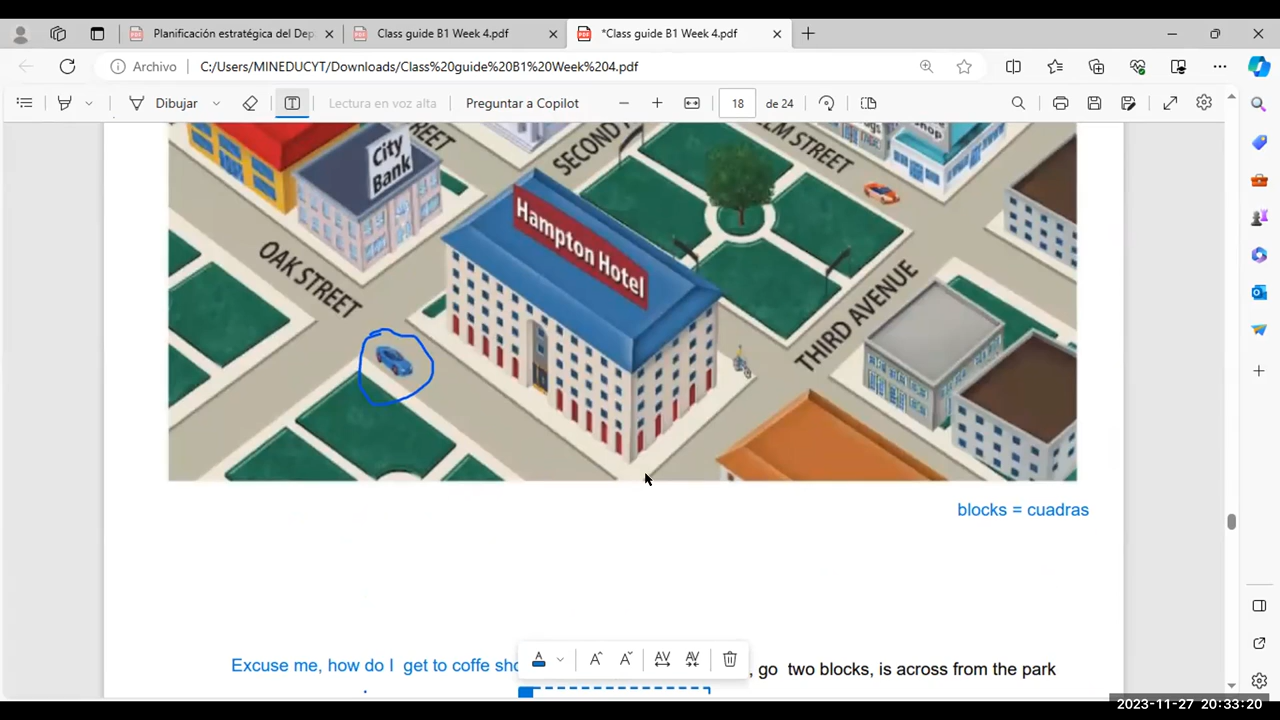 Planificación estratégica del Dep
Class guide B1 Week 4.pdf
*Class guide B1 Week 4.pdf
Archivo
C:/Users/MINEDUCYT/Downloads/Class%20guide%20B1%20Week%204.pdf
Dibujar
Lectura en voz alta
Preguntar a Copilot
18
de 24
City
Bank
SECOND
STREET
Hampton Hotel
OAK STREET
THIRD AVENUE
blocks = cuadras
Excuse me, how do I get to coffe sho
, go two blocks, is across from the park
2023-11-27 20:33:20